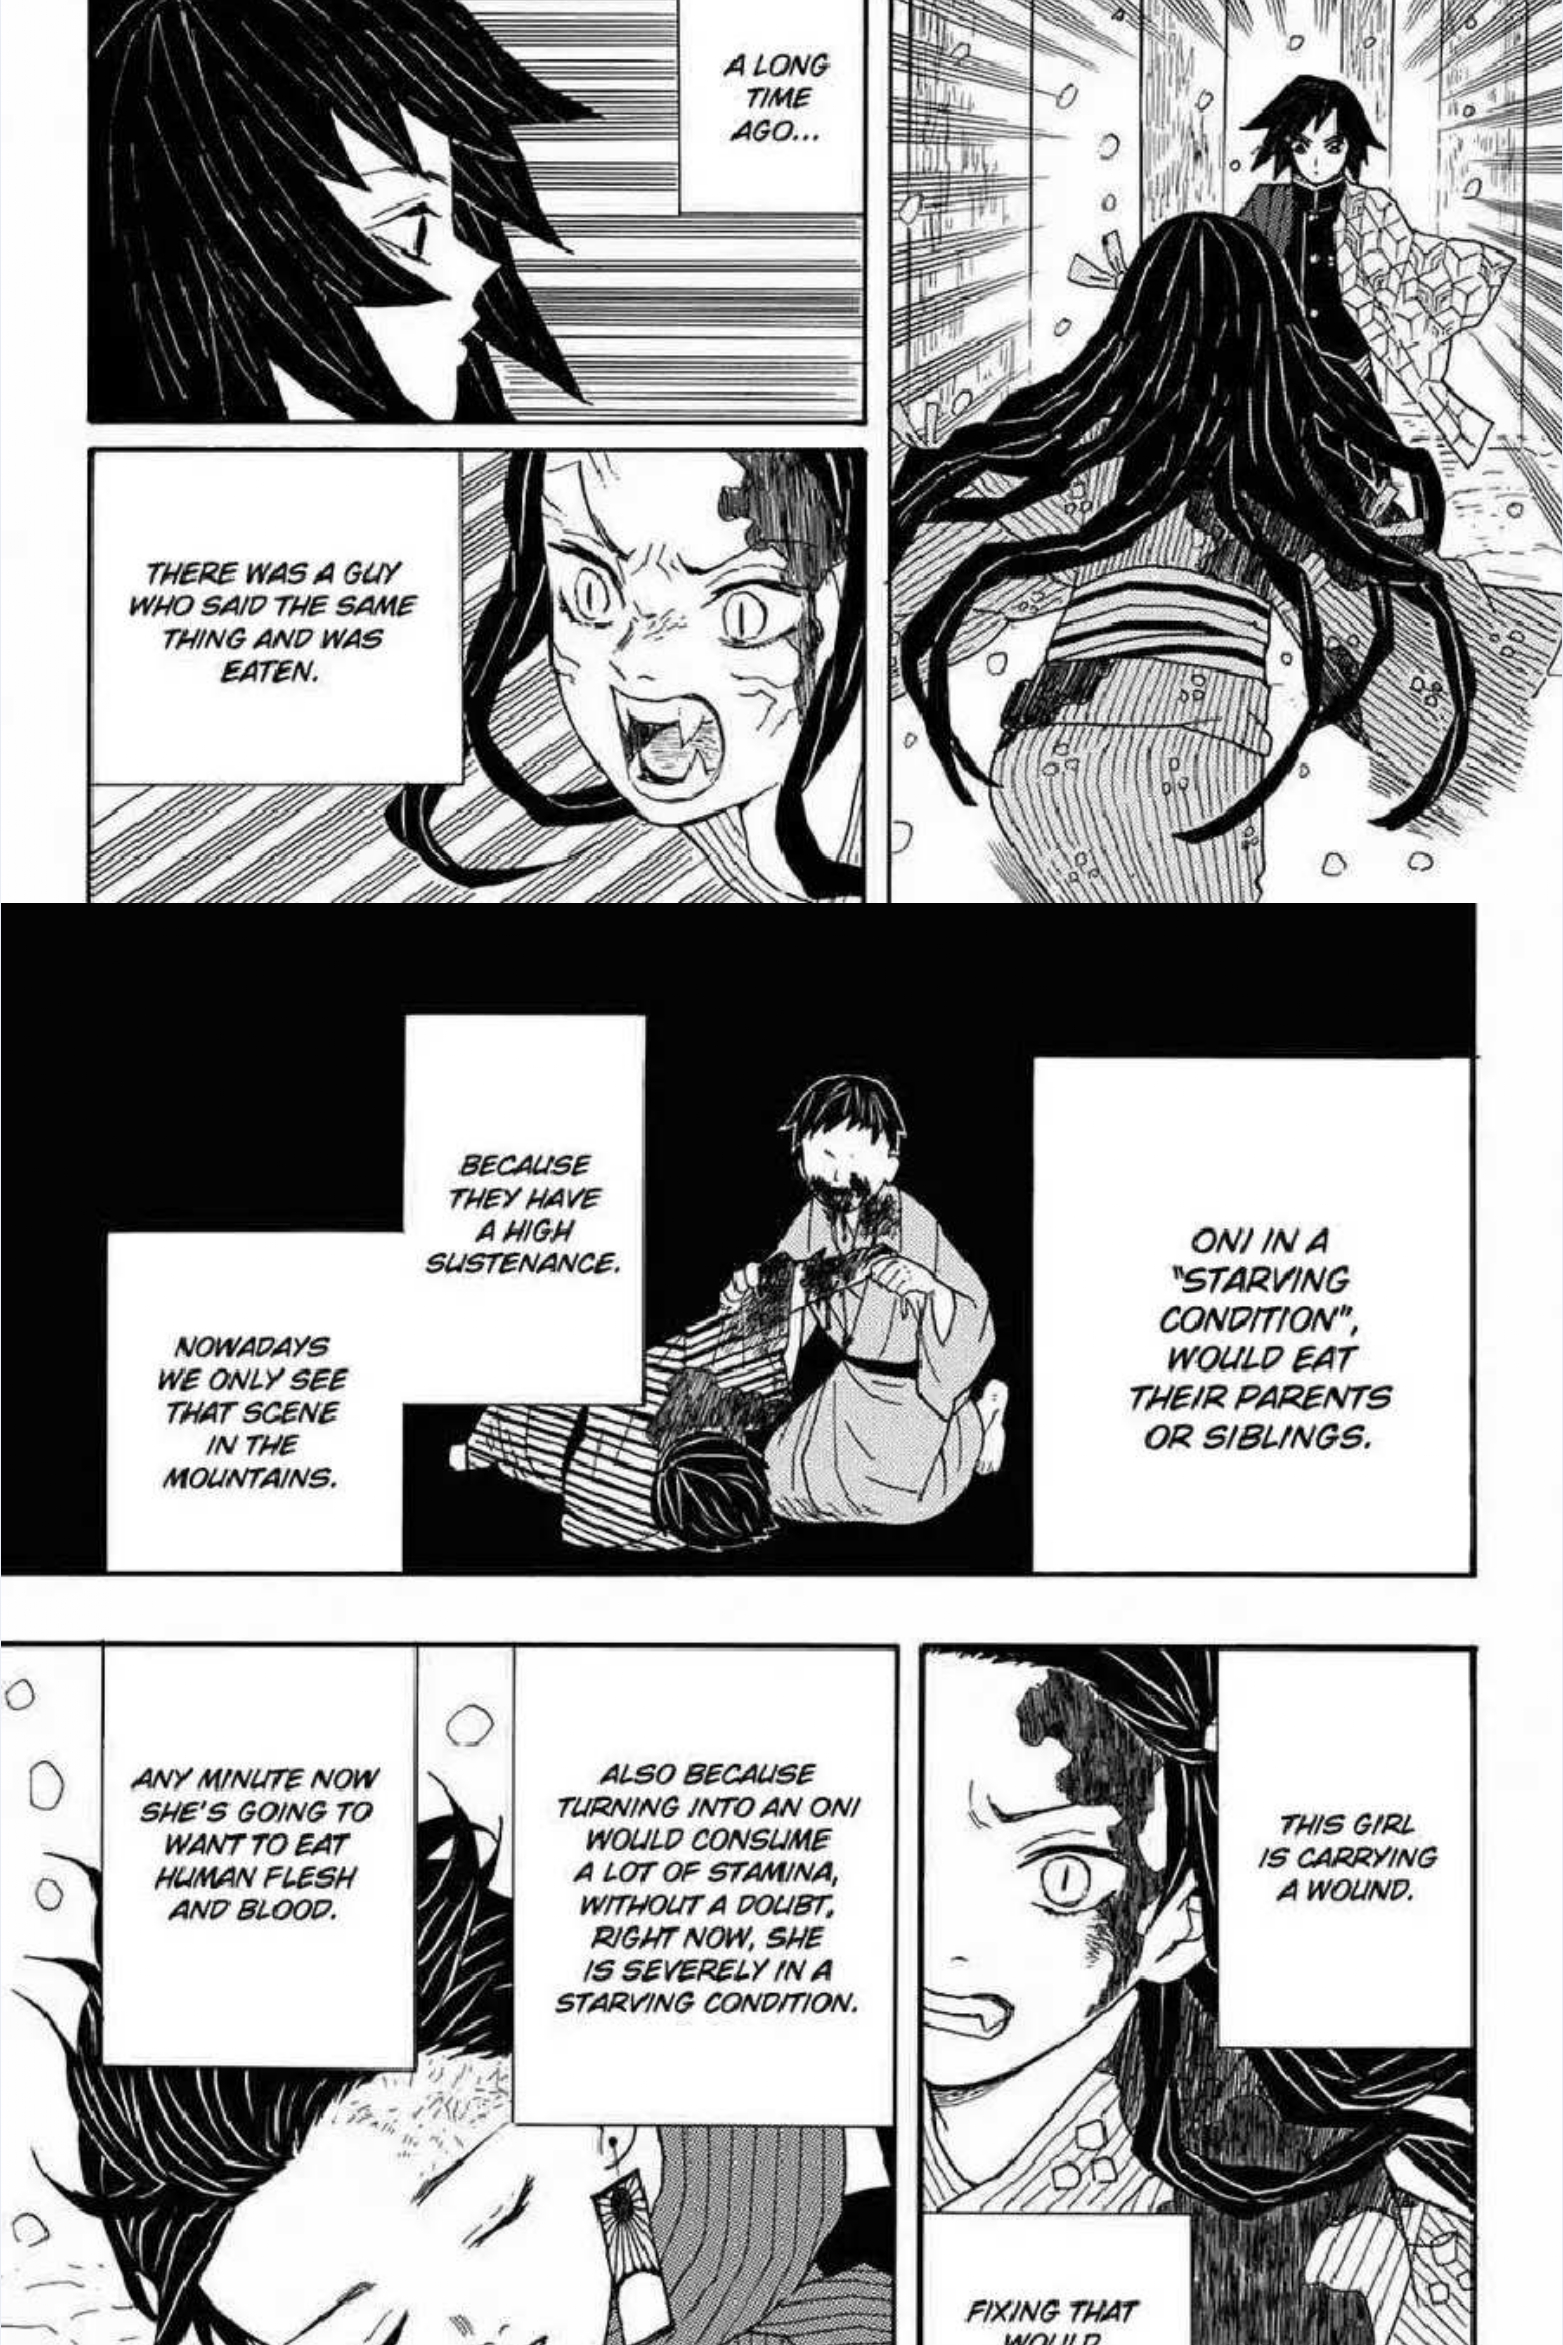 A LONG
TIME
AGO...
THERE WAS A GUY
WHO SAID THE SAME
THING AND WAS
EATEN.
ONI IN A
"STARVING
CONDITION",
WOULD EAT
THEIR PARENTS
OR SIBLINGS.
BECAUSE
THEY HAVE
A HIGH
SUSTENANCE.
NOWADAYS
WE ONLY SEE
THAT SCENE
IN THE
MOUNTAINS.
THIS GIRL
IS CARRYING
A WOUND.
FIXING THAT
WOULD
ALSO BECAUSE
TURNING INTO AN ONI
WOULD CONSUME
A LOT OF STAMINA,
WITHOUT A DOUBT,
RIGHT NOW, SHE
IS SEVERELY IN A
STARVING CONDITION.
ANY MINUTE NOW
SHE'S GOING TO
WANT TO EAT
HUMAN FLESH
AND BLOOD.